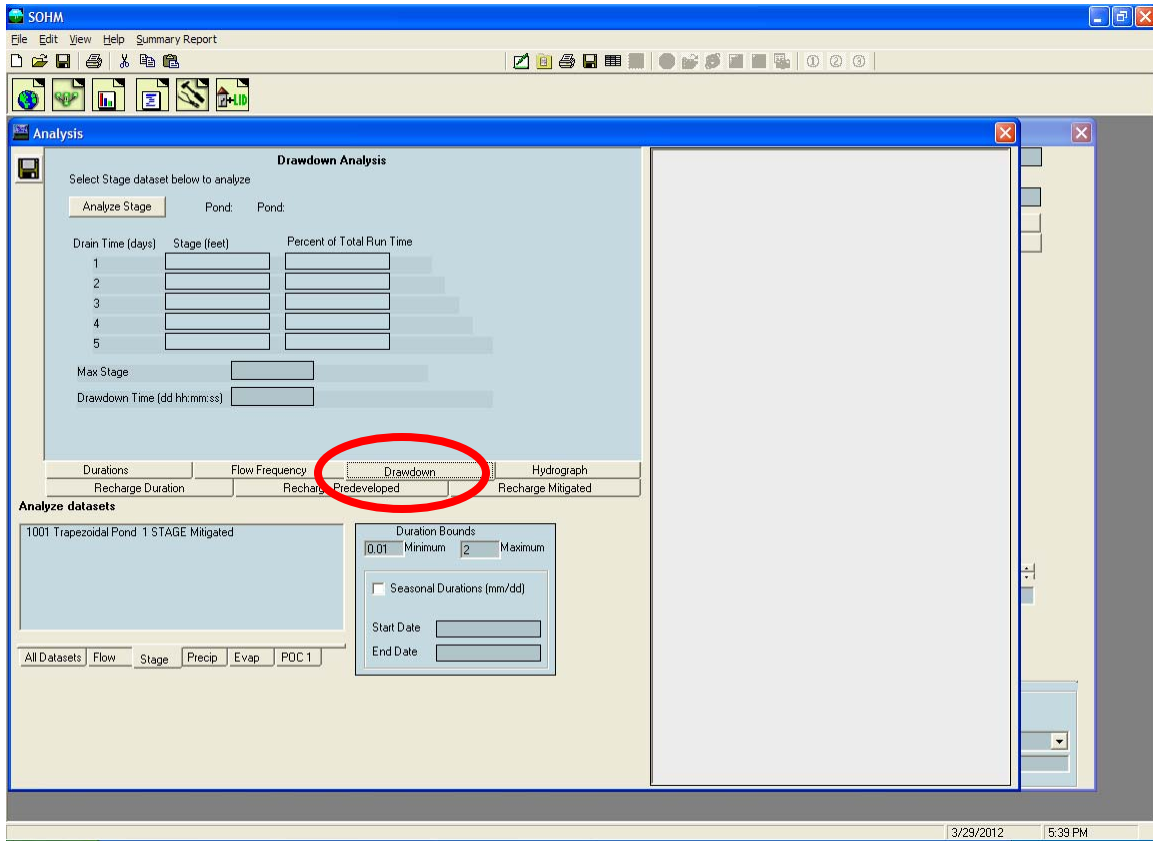 SOHM
File Edit View Help Summary Report
+LID
Analysis
Drawdown Analysis
Select Stage dataset below to analyze
Analyze Stage Pond: Pond:
Drain Time (days) Stage (feet) Percent of Total Run Time
1
2
3
4
5
Max Stage
Drawdown Time (dd hh:mm:ss)
Durations Flow Frequency Drawdown Hydrograph
Recharge Duration Recharge Predeveloped Recharge Mitigated
Analyze datasets
1001 Trapezoidal Pond 1 STAGE Mitigated
Duration Bounds
0.01 Minimum 2 Maximum
Seasonal Durations (mm/dd)
Start Date
End Date
All Datasets Flow Stage Precip Evap POC 1
3/29/2012 5:39 PM